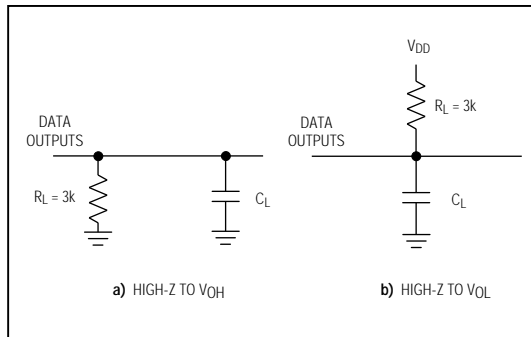 DATA
OUTPUTS
RL = 3k
CL
a) HIGH-Z TO VOH
VDD
RL = 3k
DATA
OUTPUTS
CL
b) HIGH-Z TO VOL